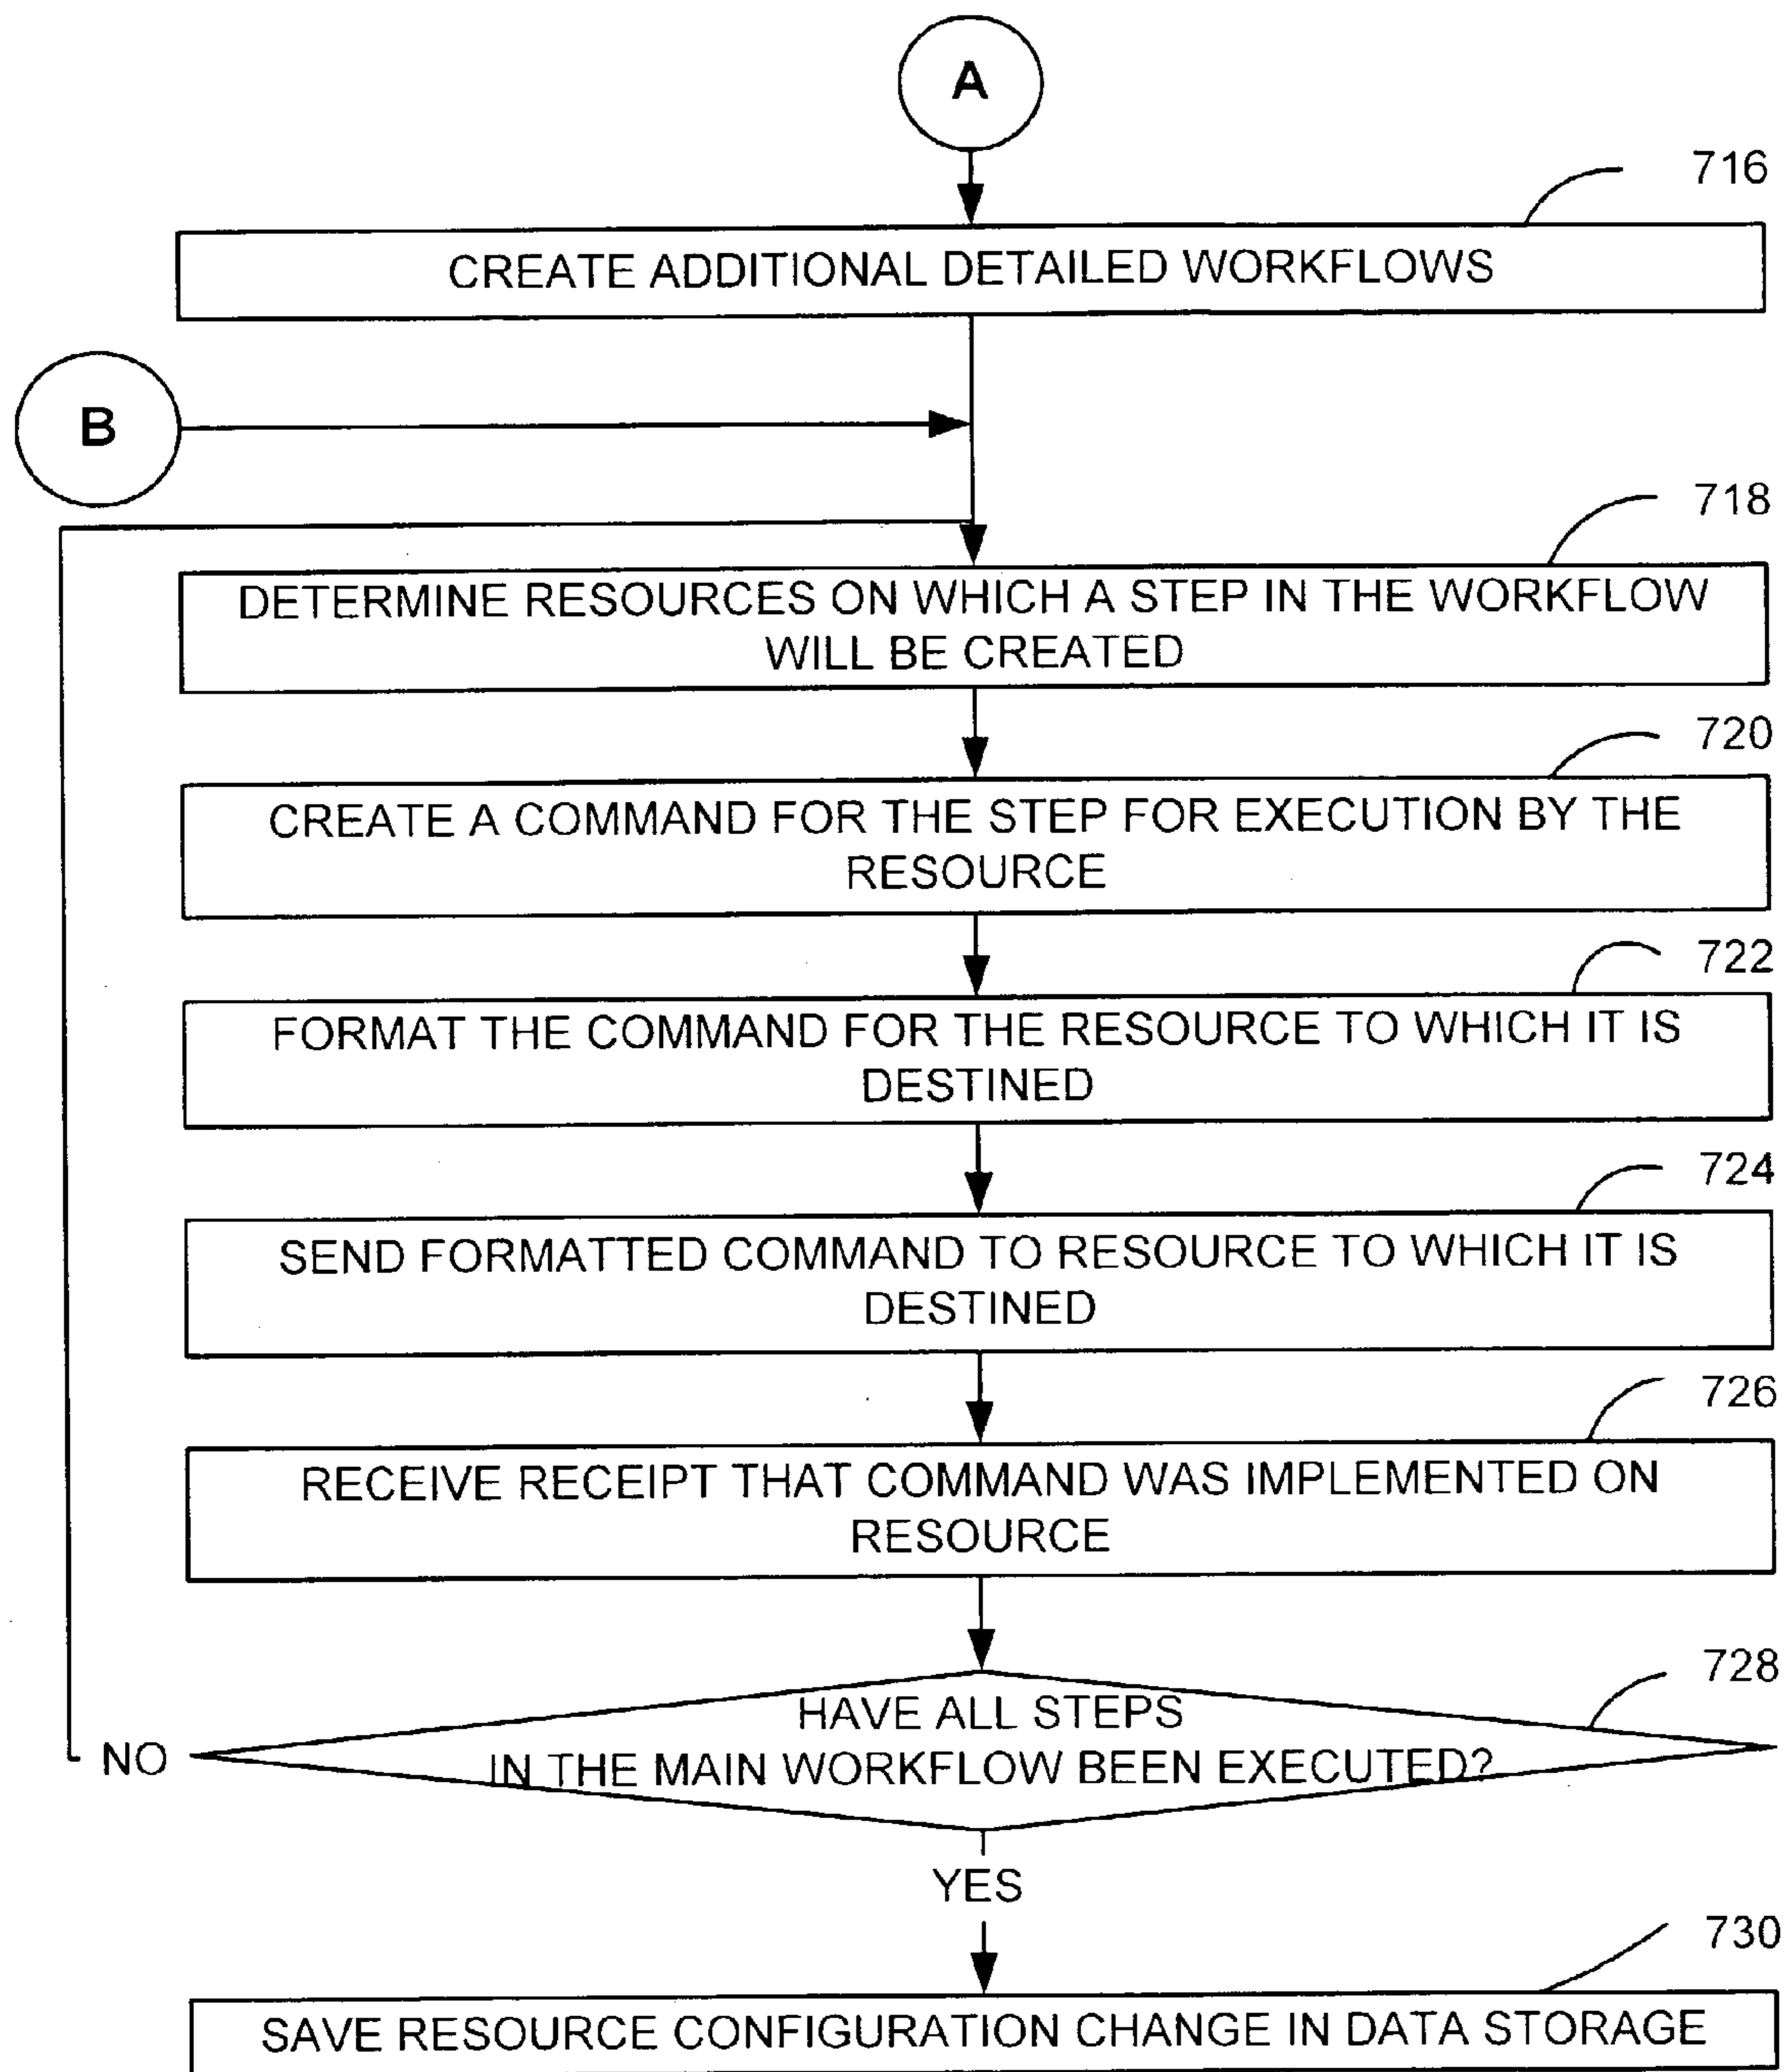 A
716
CREATE ADDITIONAL DETAILED WORKFLOWS
B
718
DETERMINE RESOURCES ON WHICH A STEP IN THE WORKFLOW
WILL BE CREATED
720
CREATE A COMMAND FOR THE STEP FOR EXECUTION BY THE
RESOURCE
722
FORMAT THE COMMAND FOR THE RESOURCE TO WHICH IT IS
DESTINED
724
SEND FORMATTED COMMAND TO RESOURCE TO WHICH IT IS
DESTINED
726
RECEIVE RECEIPT THAT COMMAND WAS IMPLEMENTED ON
RESOURCE
728
HAVE ALL STEPS
IN THE MAIN WORKFLOW BEEN EXECUTED?
NO
YES
730
SAVE RESOURCE CONFIGURATION CHANGE IN DATA STORAGE